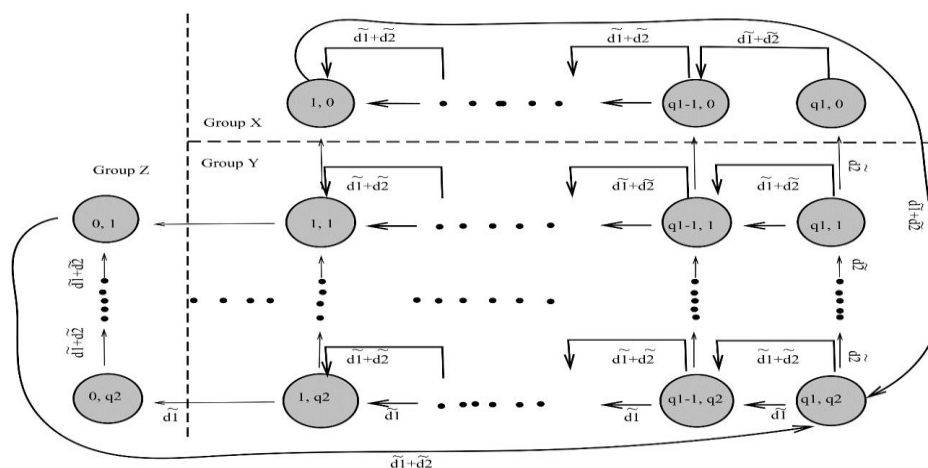 d̃1+d̃2 d̃1+d̃2 d̃1+d̃2
1, 0 q1-1, 0 q1, 0
Group X
Group Z Group Y
d̃1+d̃2 d̃1+d̃2 d̃1+d̃2 d̃2
d̃1+d̃2
0, 1 1, 1 q1-1, 1 q1, 1
d̃1+d̃2 d̃2
d̃1+d̃2 d̃1+d̃2 d̃1+d̃2 d̃1+d̃2 d̃2
0, q2 1, q2 q1-1, q2 q1, q2
d̃1 d̃1 d̃1 d̃1
d̃1+d̃2